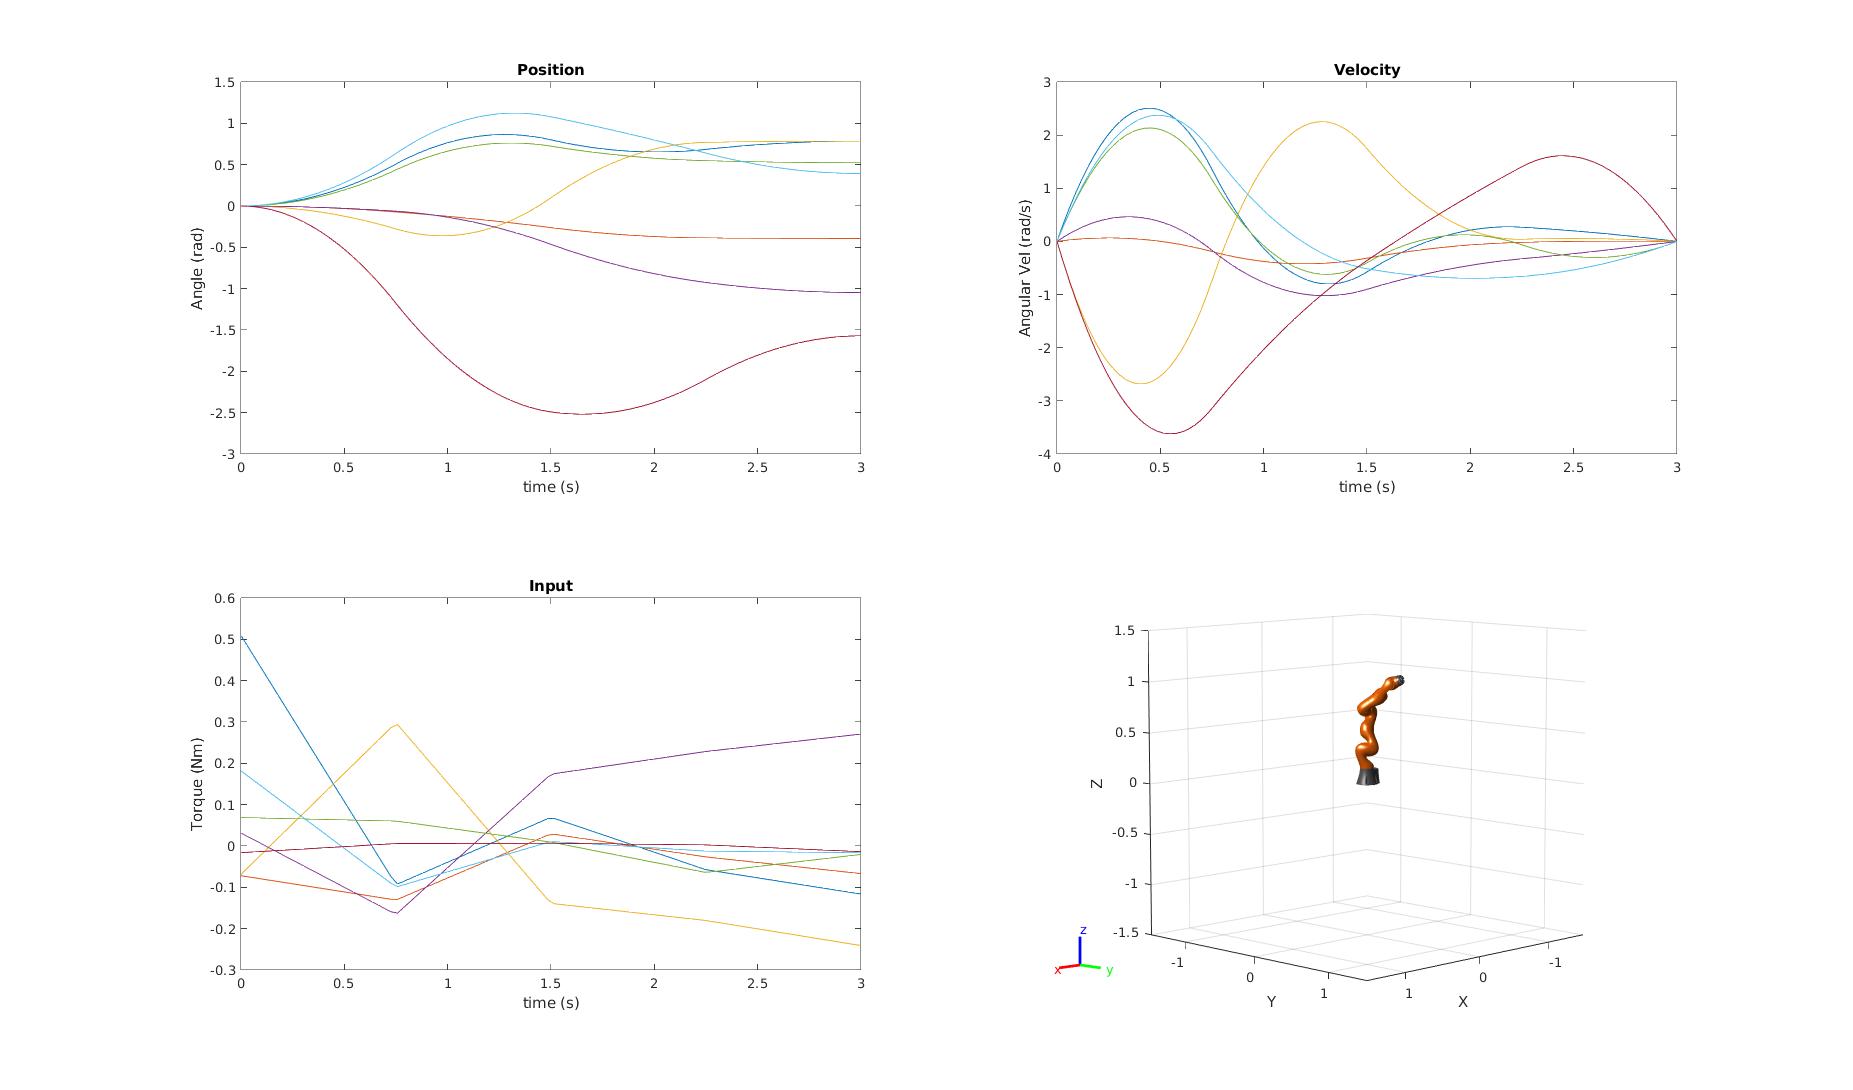 Position
1.5
1
0.5
0
-0.5
-1
-1.5
-2
-2.5
-3
Angle (rad)
0 0.5 1 1.5 2 2.5 3
time (s)
Velocity
3
2
1
0
-1
-2
-3
-4
Angular Vel (rad/s)
0 0.5 1 1.5 2 2.5 3
time (s)
Input
0.6
0.5
0.4
0.3
0.2
0.1
0
-0.1
-0.2
-0.3
Torque (Nm)
0 0.5 1 1.5 2 2.5 3
time (s)
1.5
1
0.5
0
-0.5
-1
-1.5
Z
z
x y
-1 0 1
Y
1 0 -1
X